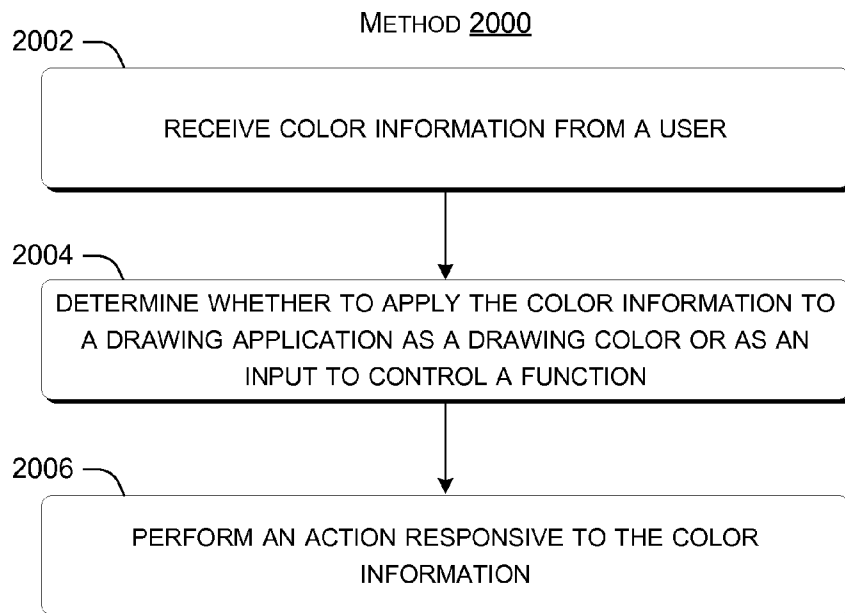 METHOD 2000
2002
RECEIVE COLOR INFORMATION FROM A USER
2004
DETERMINE WHETHER TO APPLY THE COLOR INFORMATION TO
A DRAWING APPLICATION AS A DRAWING COLOR OR AS AN
INPUT TO CONTROL A FUNCTION
2006
PERFORM AN ACTION RESPONSIVE TO THE COLOR
INFORMATION